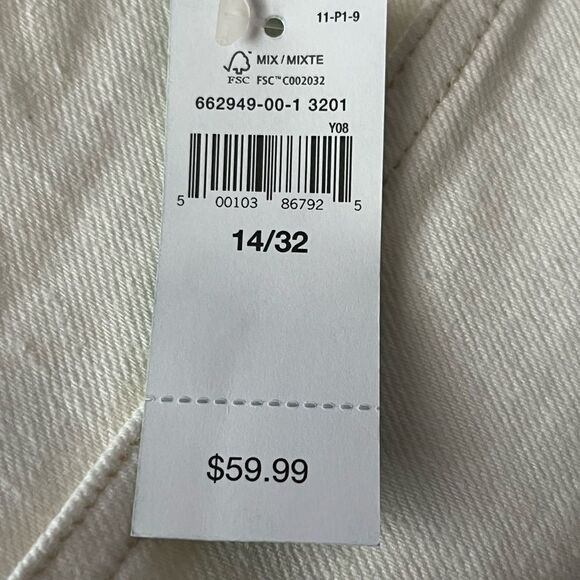 11-P1-9
MIX / MIXTE
FSC FSC™ C002032
662949-00-1 3201
Y08
5 00103 86792 5
14/32
$59.99